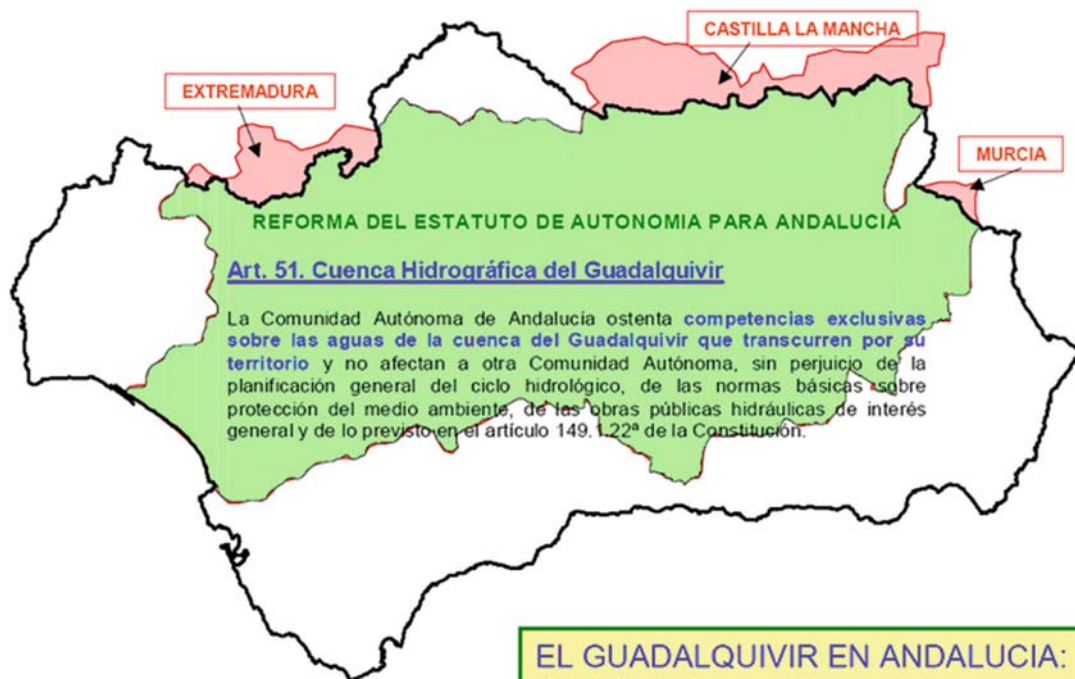 CASTILLA LA MANCHA
EXTREMADURA
MURCIA
REFORMA DEL ESTATUTO DE AUTONOMIA PARA ANDALUCIA
Art. 51. Cuenca Hidrográfica del Guadalquivir
La Comunidad Autónoma de Andalucía ostenta competencias exclusivas
sobre las aguas de la cuenca del Guadalquivir que transcurren por su
territorio y no afectan a otra Comunidad Autónoma, sin perjuicio de la
planificación general del ciclo hidrológico, de las normas básicas sobre
protección del medio ambiente, de las obras públicas hidráulicas de interés
general y de lo previsto en el artículo 149.1.22ª de la Constitución.
EL GUADALQUIVIR EN ANDALUCIA: